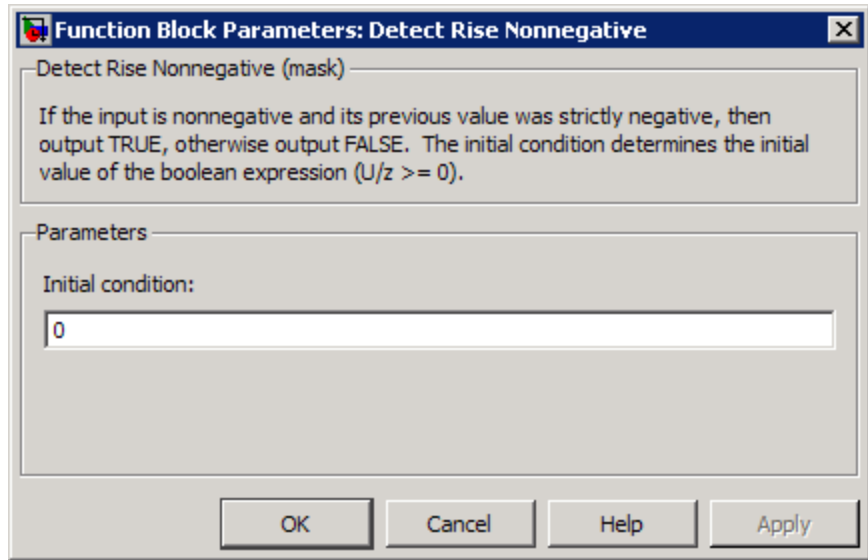 Function Block Parameters: Detect Rise Nonnegative
Detect Rise Nonnegative (mask)
If the input is nonnegative and its previous value was strictly negative, then
output TRUE, otherwise output FALSE.  The initial condition determines the initial
value of the boolean expression (U/z >= 0).
Parameters
Initial condition:
0
OK Cancel Help Apply